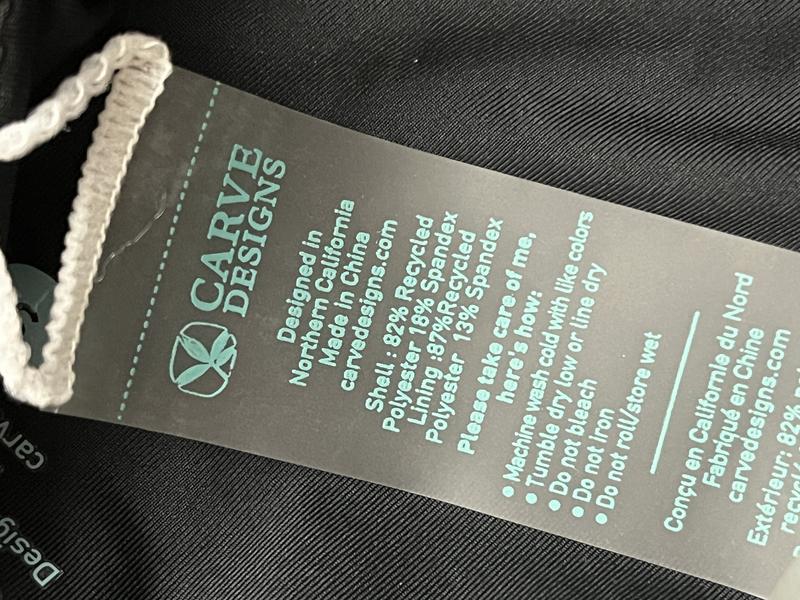 CARVE
DESIGNS
Designed in
Northern California
Made in China
carvedesigns.com
Shell : 82% Recycled
Polyester 18% Spandex
Lining :87%Recycled
Polyester 13% Spandex
Please take care of me,
here's how:
• Machine wash cold with like colors
• Tumble dry low or line dry
• Do not bleach
• Do not iron
• Do not roll/store wet
Conçu en Californie du Nord
Fabriqué en Chine
carvedesigns.com
Extérieur: 82%
Desig
carv